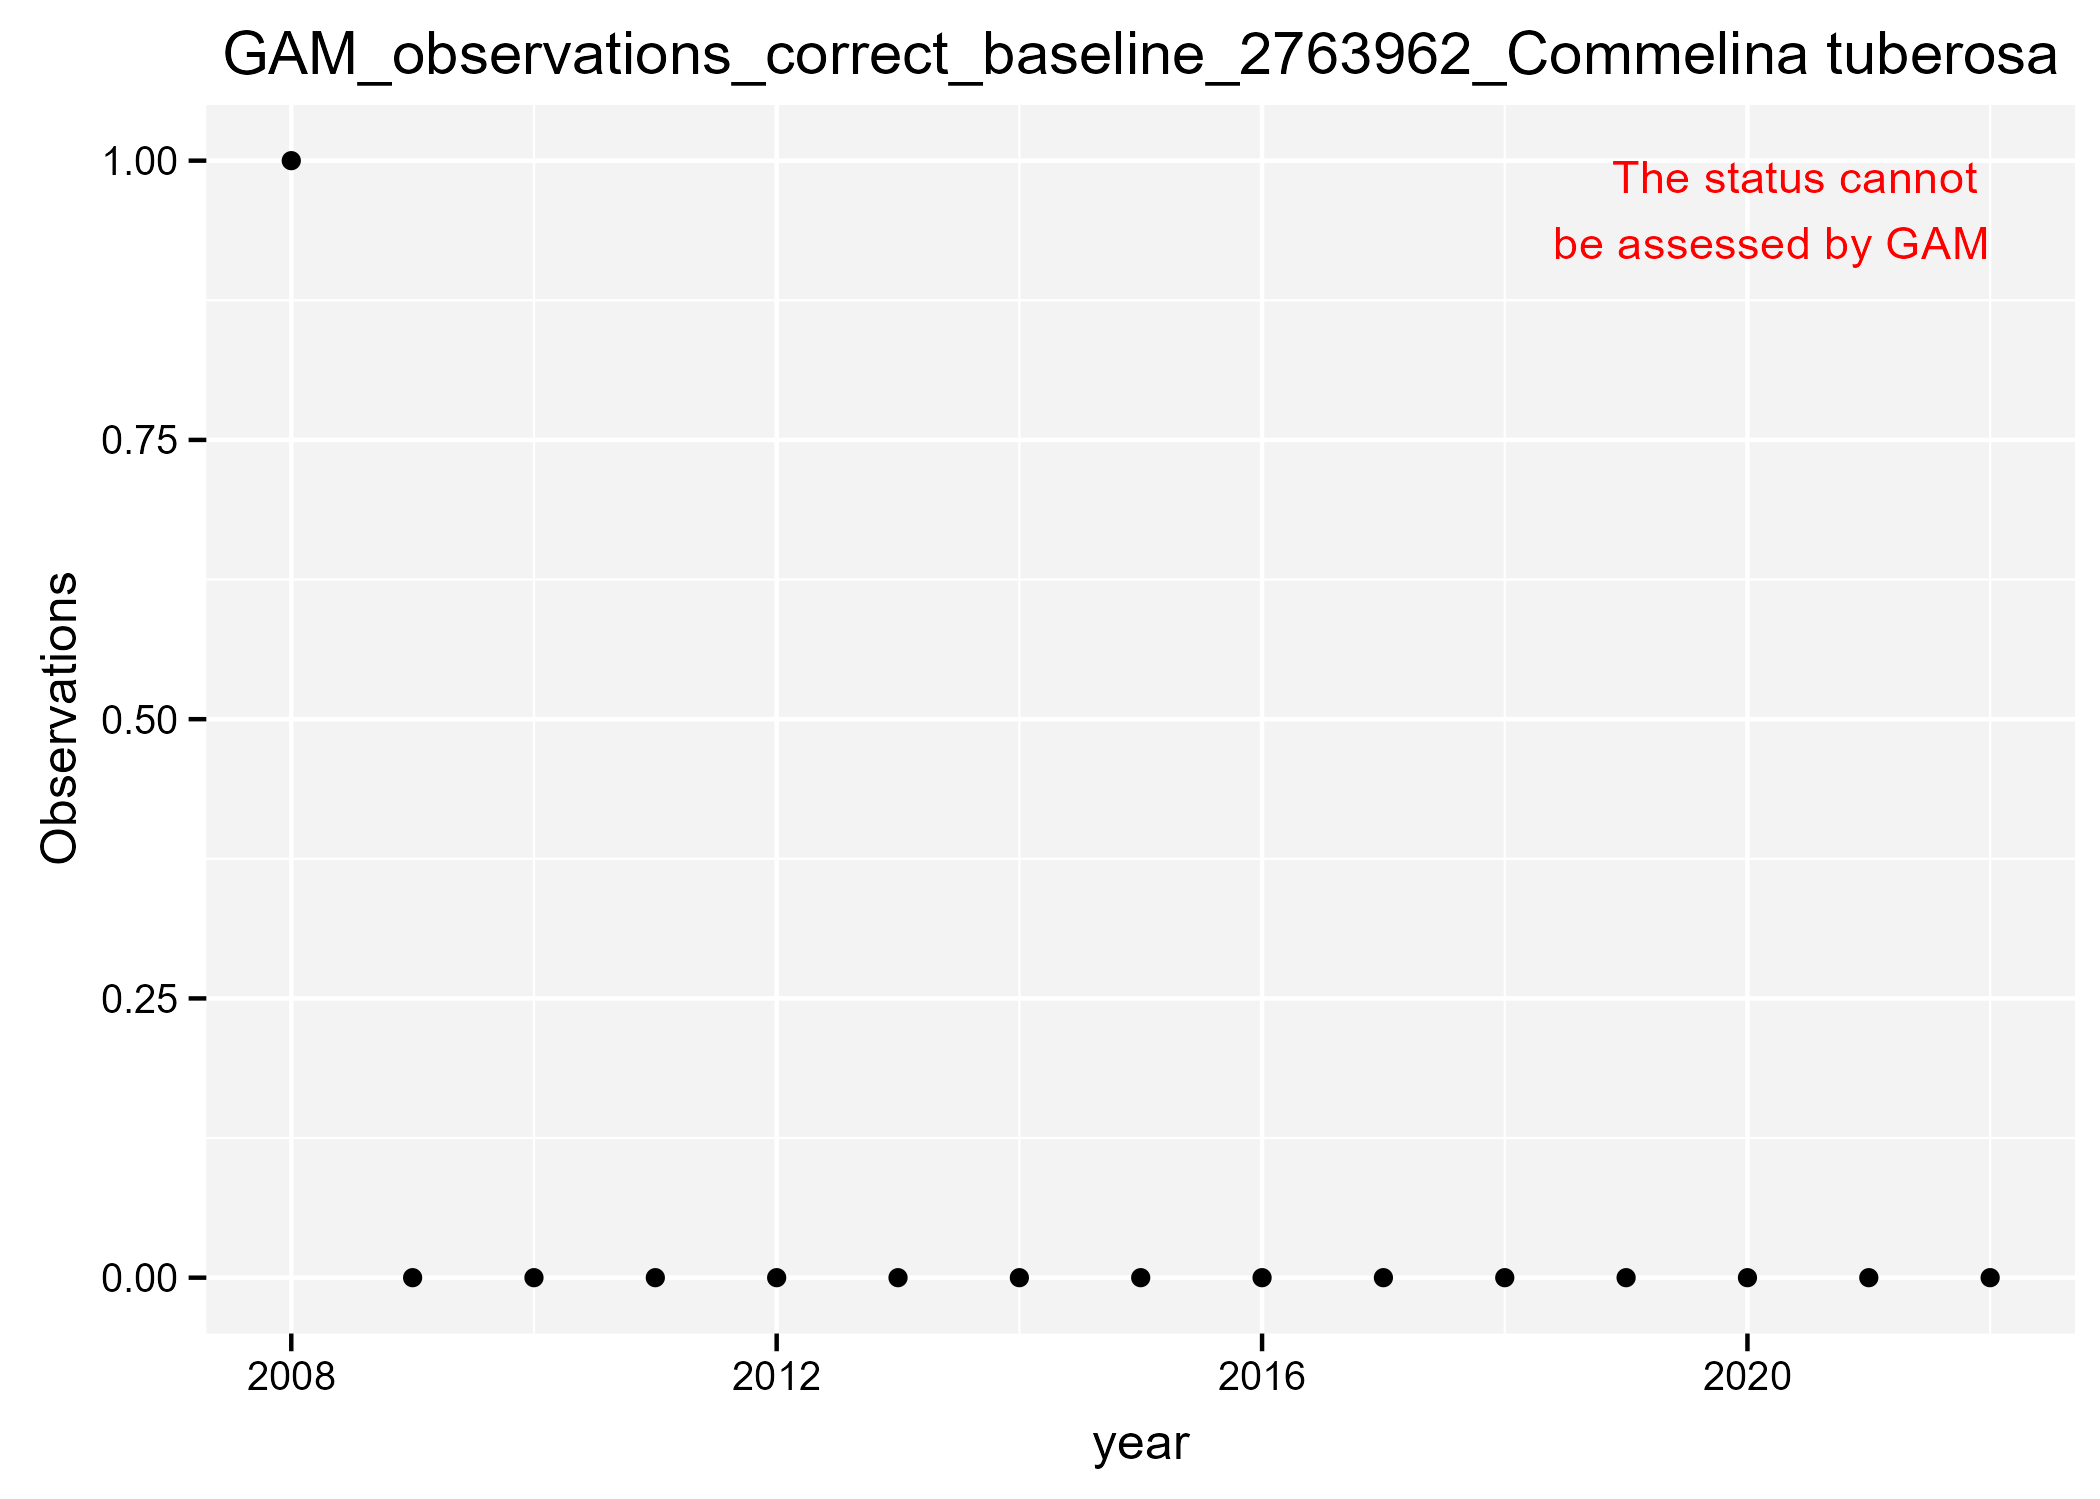 GAM_observations_correct_baseline_2763962_Commelina tuberosa
1.00
The status cannot
be assessed by GAM
0.75
0.50
Observations
0.25
0.00
2008 2012 2016 2020
year